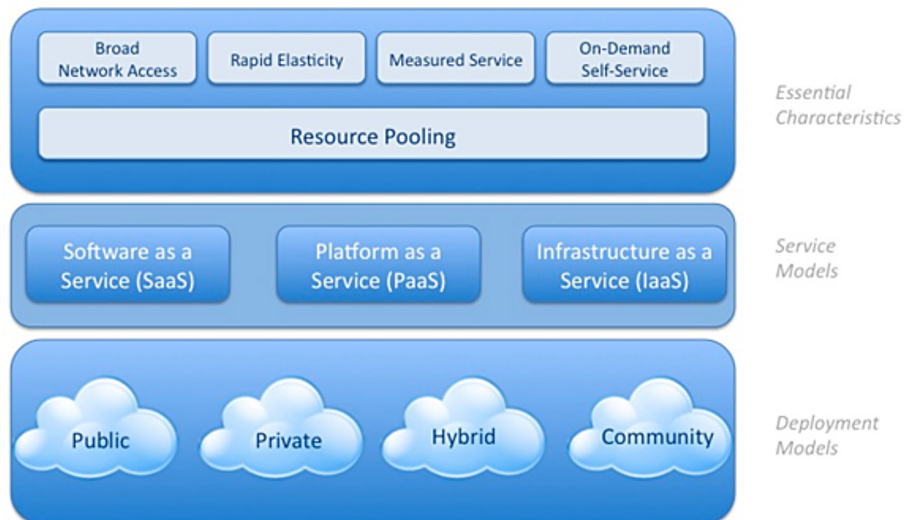 Broad
Network Access
Rapid Elasticity
Measured Service
On-Demand
Self-Service
Resource Pooling
Essential
Characteristics
Software as a
Service (SaaS)
Platform as a
Service (PaaS)
Infrastructure as a
Service (IaaS)
Service
Models
Public
Private
Hybrid
Community
Deployment
Models